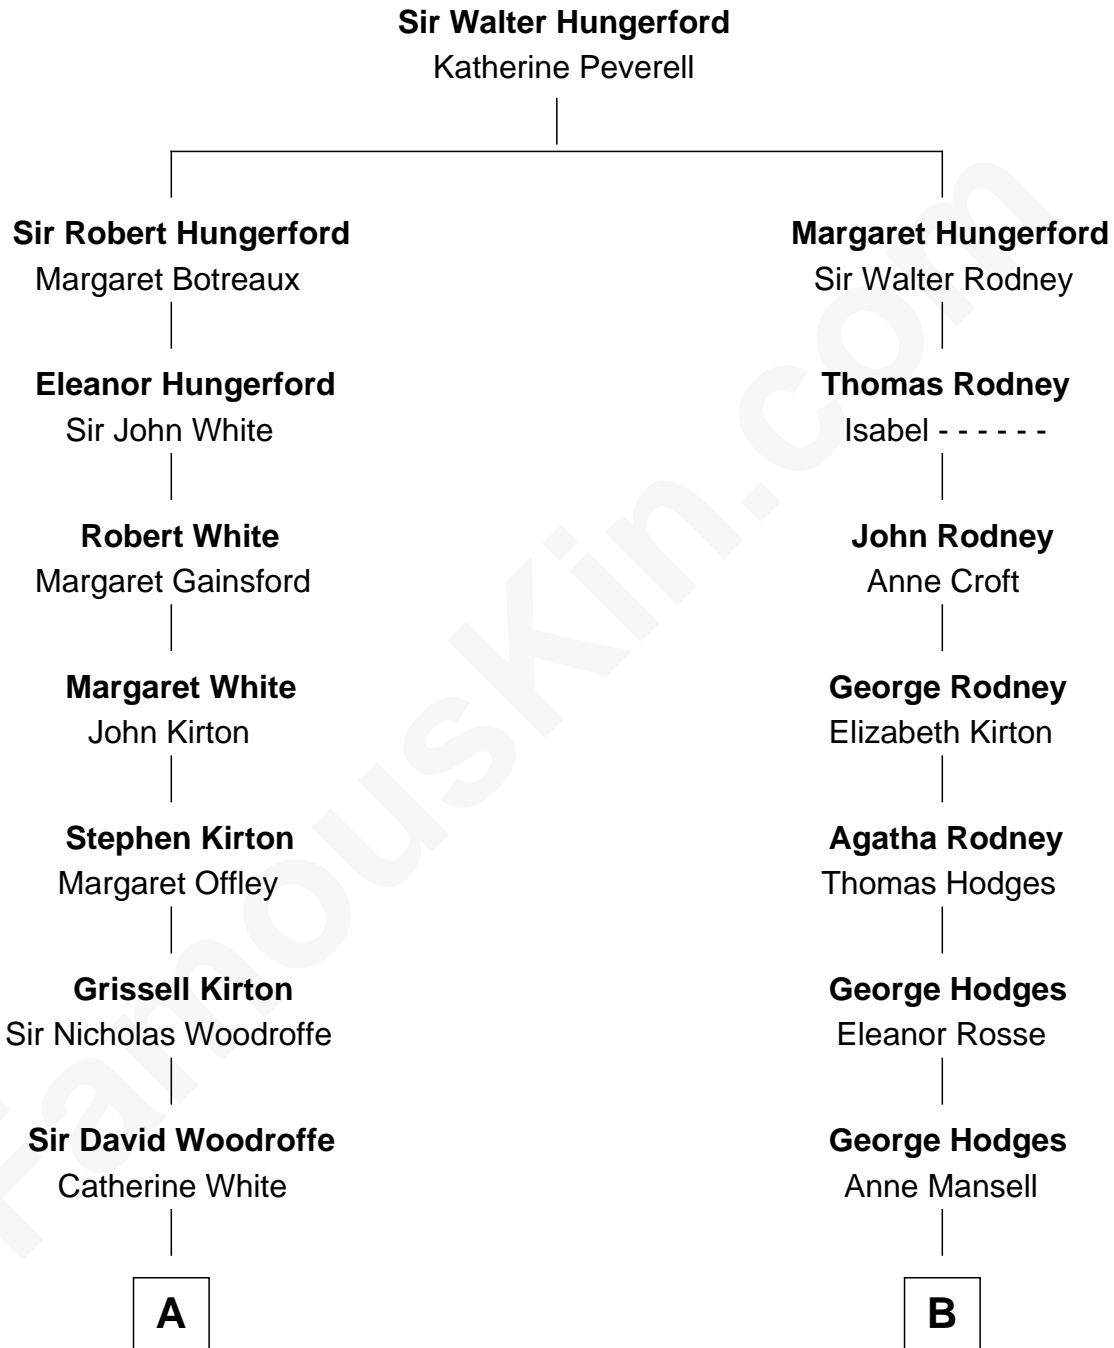 Sir Walter Hungerford
Katherine Peverell
Sir Robert Hungerford
Margaret Botreaux
Margaret Hungerford
Sir Walter Rodney
Eleanor Hungerford
Sir John White
Thomas Rodney
Isabel - - - - - -
Robert White
Margaret Gainsford
John Rodney
Anne Croft
Margaret White
John Kirton
George Rodney
Elizabeth Kirton
Stephen Kirton
Margaret Offley
Agatha Rodney
Thomas Hodges
Grissell Kirton
Sir Nicholas Woodroffe
George Hodges
Eleanor Rosse
Sir David Woodroffe
Catherine White
George Hodges
Anne Mansell
A
B
FamousKin.com